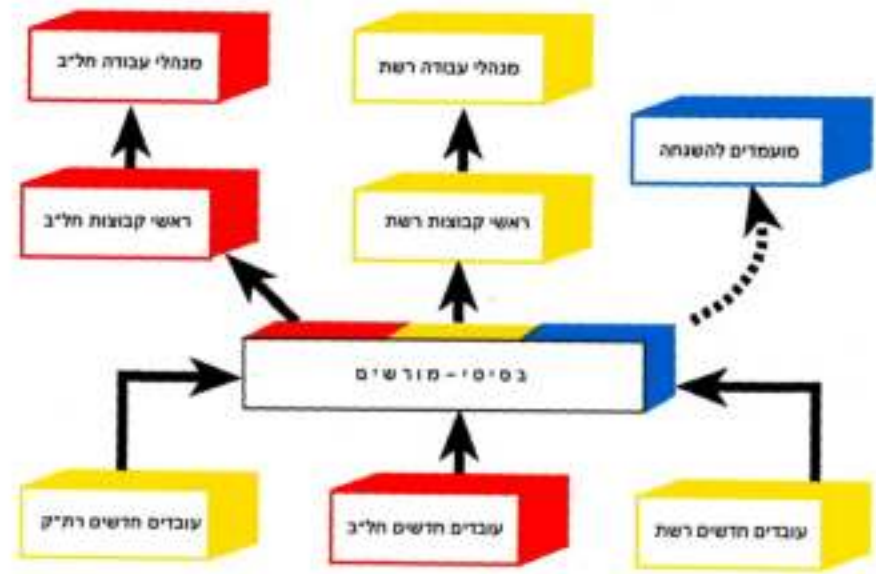 מנהלי עבודה רשת
מנהלי עבודה חל״ב
מועמדים להשגחה
ראשי קבוצות רשת
ראשי קבוצות חל״ב
בסיסי-מורשים
עובדים חדשים רשת
עובדים חדשים חל״ב
עובדים חדשים רת״ק